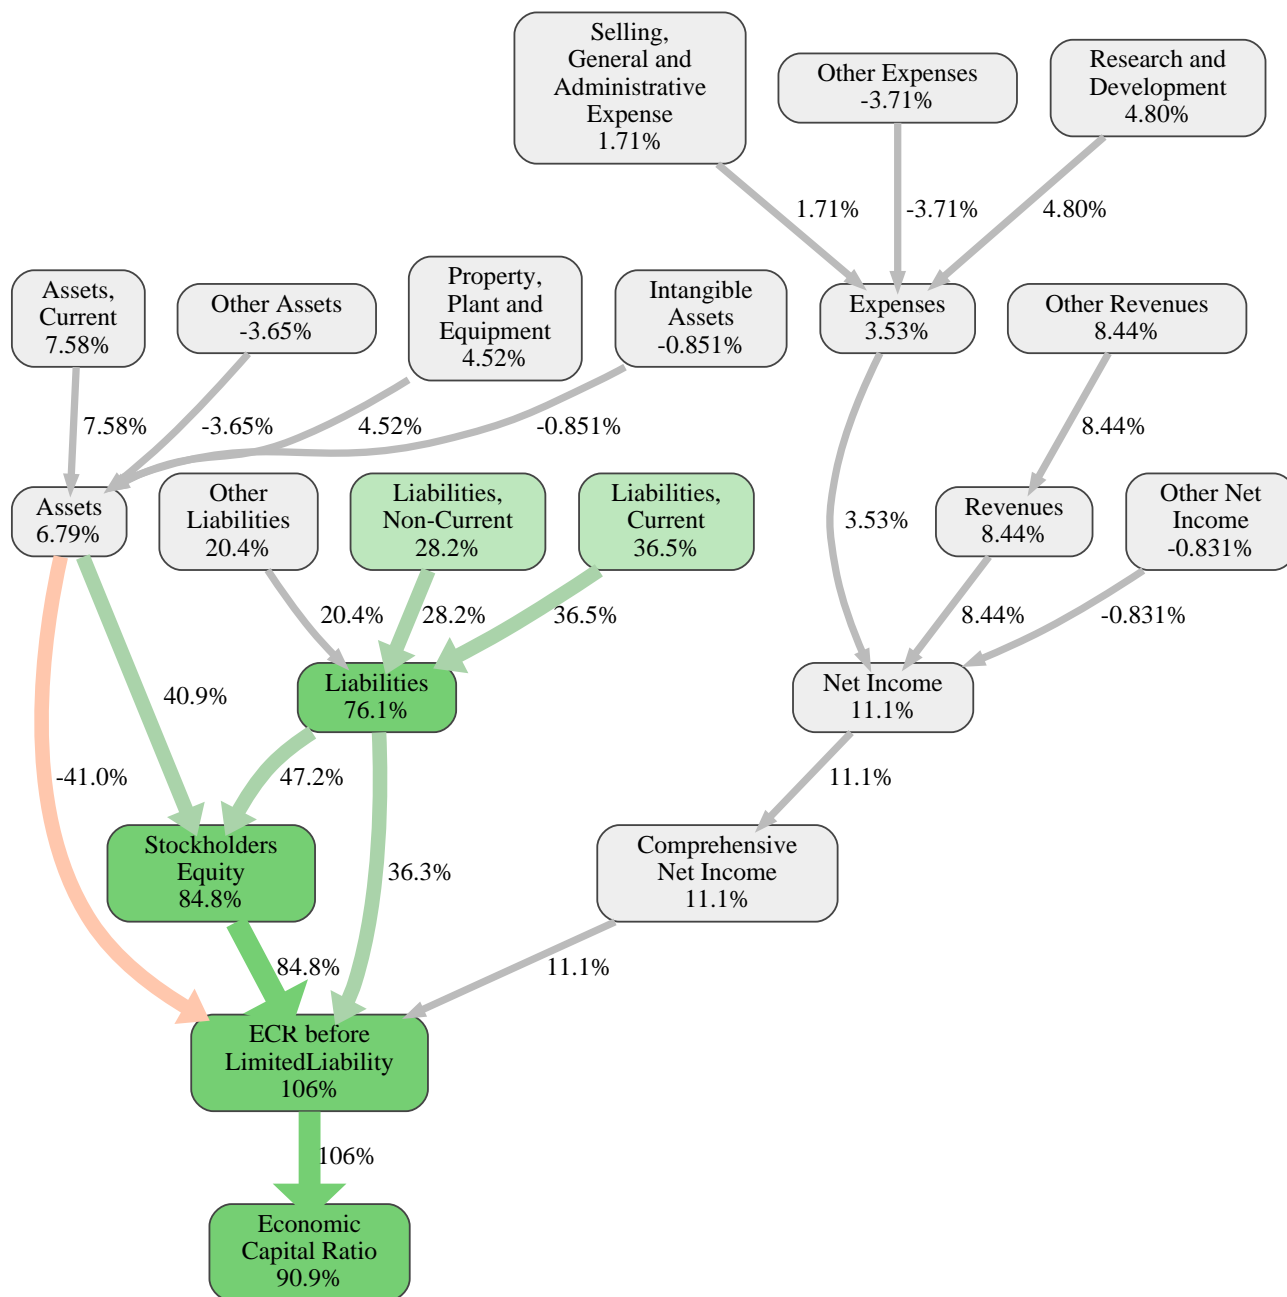 Selling,
General and
Administrative
Expense
1.71%
Other Expenses
-3.71%
Research and
Development
4.80%
1.71%
-3.71%
4.80%
Assets,
Current
7.58%
Other Assets
-3.65%
Property,
Plant and
Equipment
4.52%
Intangible
Assets
-0.851%
Expenses
3.53%
Other Revenues
8.44%
7.58%
-3.65%
4.52%
-0.851%
8.44%
Assets
6.79%
Other
Liabilities
20.4%
Liabilities,
Non-Current
28.2%
Liabilities,
Current
36.5%
3.53%
Revenues
8.44%
Other Net
Income
-0.831%
20.4%
28.2%
36.5%
8.44%
-0.831%
Liabilities
76.1%
Net Income
11.1%
40.9%
-41.0%
47.2%
11.1%
Stockholders
Equity
84.8%
36.3%
Comprehensive
Net Income
11.1%
84.8%
11.1%
ECR before
LimitedLiability
106%
106%
Economic
Capital Ratio
90.9%